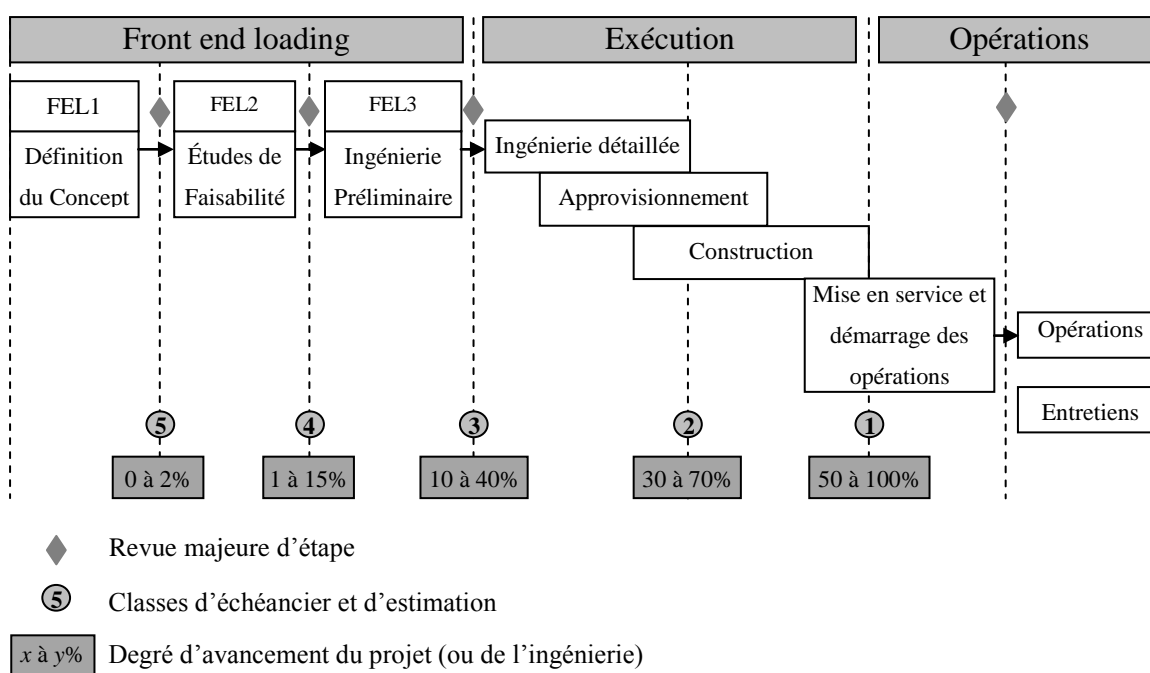 Front end loading
Exécution
Opérations
FEL1
FEL2
FEL3
Définition
du Concept
Études de
Faisabilité
Ingénierie
Préliminaire
Ingénierie détaillée
Approvisionnement
Construction
Mise en service et
démarrage des
opérations
Opérations
Entretiens
5
4
3
2
1
0 à 2%
1 à 15%
10 à 40%
30 à 70%
50 à 100%
Revue majeure d’étape
5
Classes d’échéancier et d’estimation
x à y%
Degré d’avancement du projet (ou de l’ingénierie)